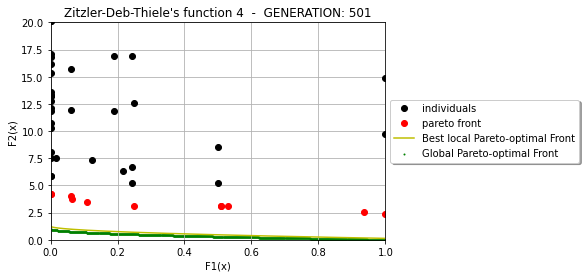 Zitzler-Deb-Thiele's function 4  -  GENERATION: 501
F2(x)
20.0
17.5
15.0
12.5
10.0
7.5
5.0
2.5
0.0
0.0
0.2
0.4
0.6
0.8
1.0
F1(x)
individuals
pareto front
Best local Pareto-optimal Front
Global Pareto-optimal Front